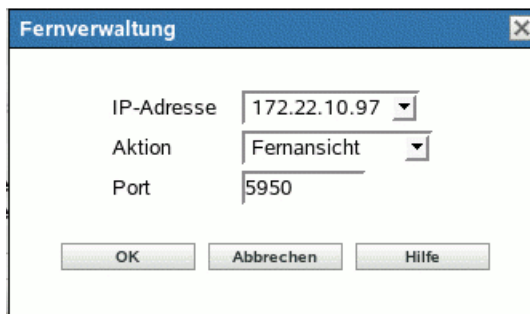 Fernverwaltung
IP-Adresse 172.22.10.97
Aktion Fernansicht
Port 5950
OK Abbrechen Hilfe